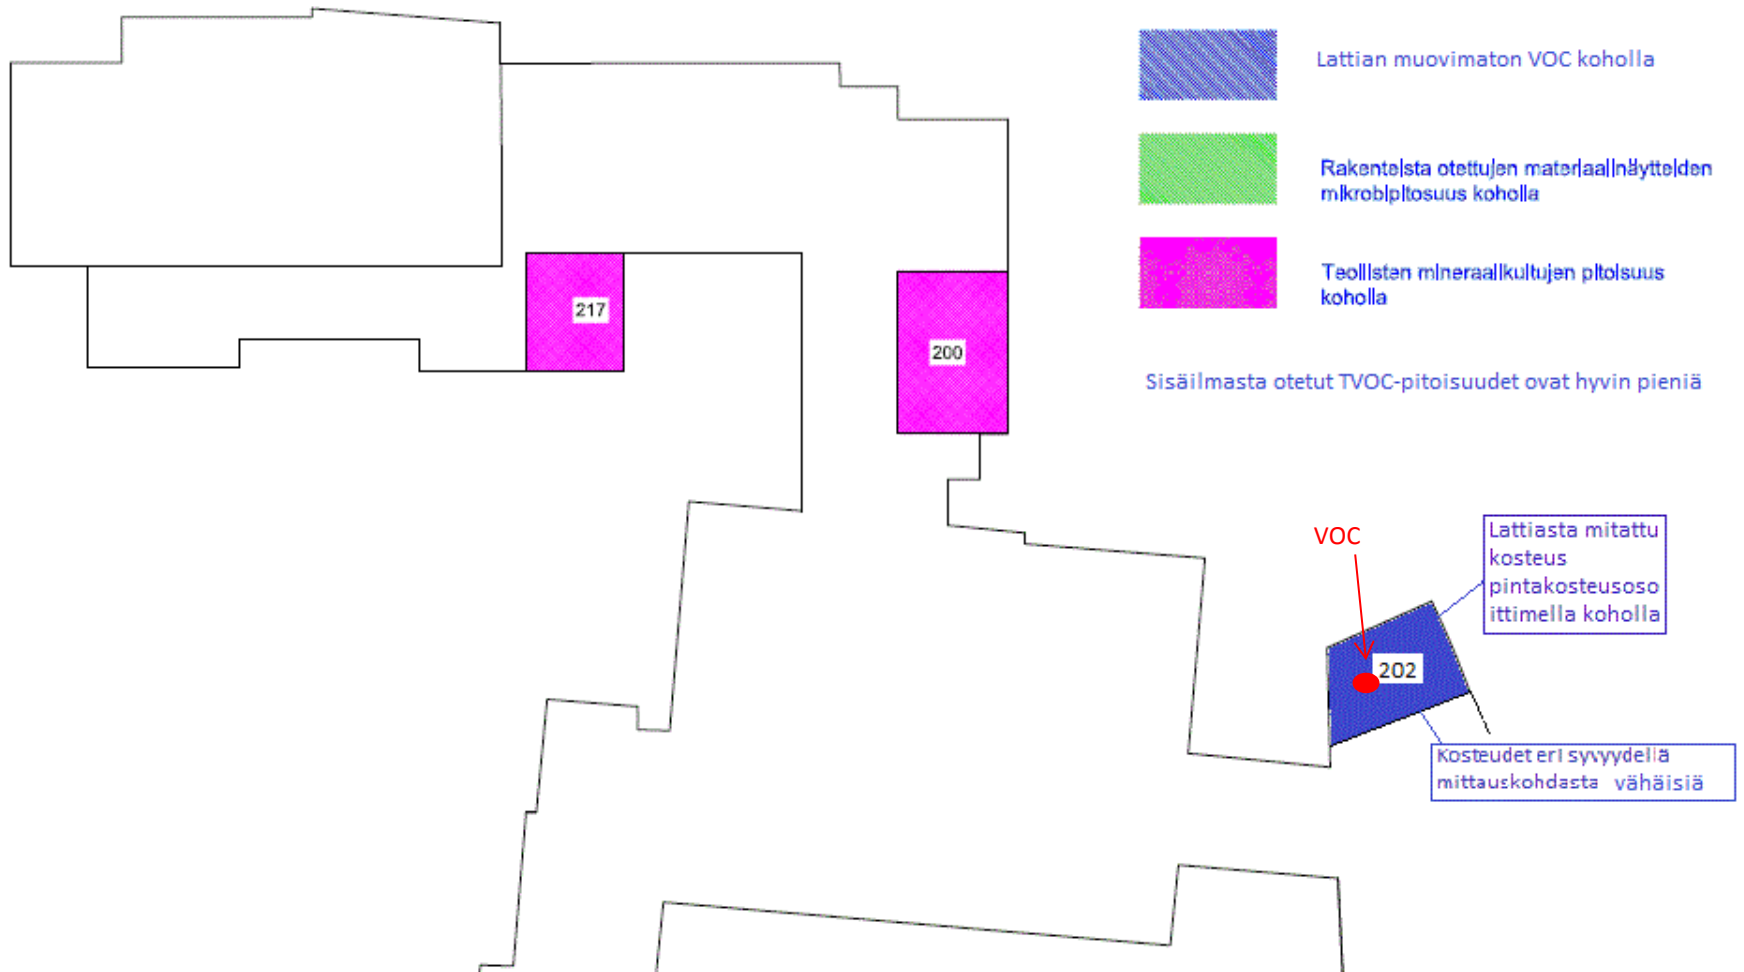 Lattian muovimaton VOC koholla
Rakenteista otettujen materiaalinäytteiden
mikrobipitosuus koholla
Teollisten mineraalikuitujen pitoisuus
koholla
217
200
Sisäilmasta otetut TVOC-pitoisuudet ovat hyvin pieniä
VOC
Lattiasta mitattu
kosteus
pintakosteusoso
ittimella koholla
202
Kosteudet eri syvyydellä
mittauskohdasta vähäisiä